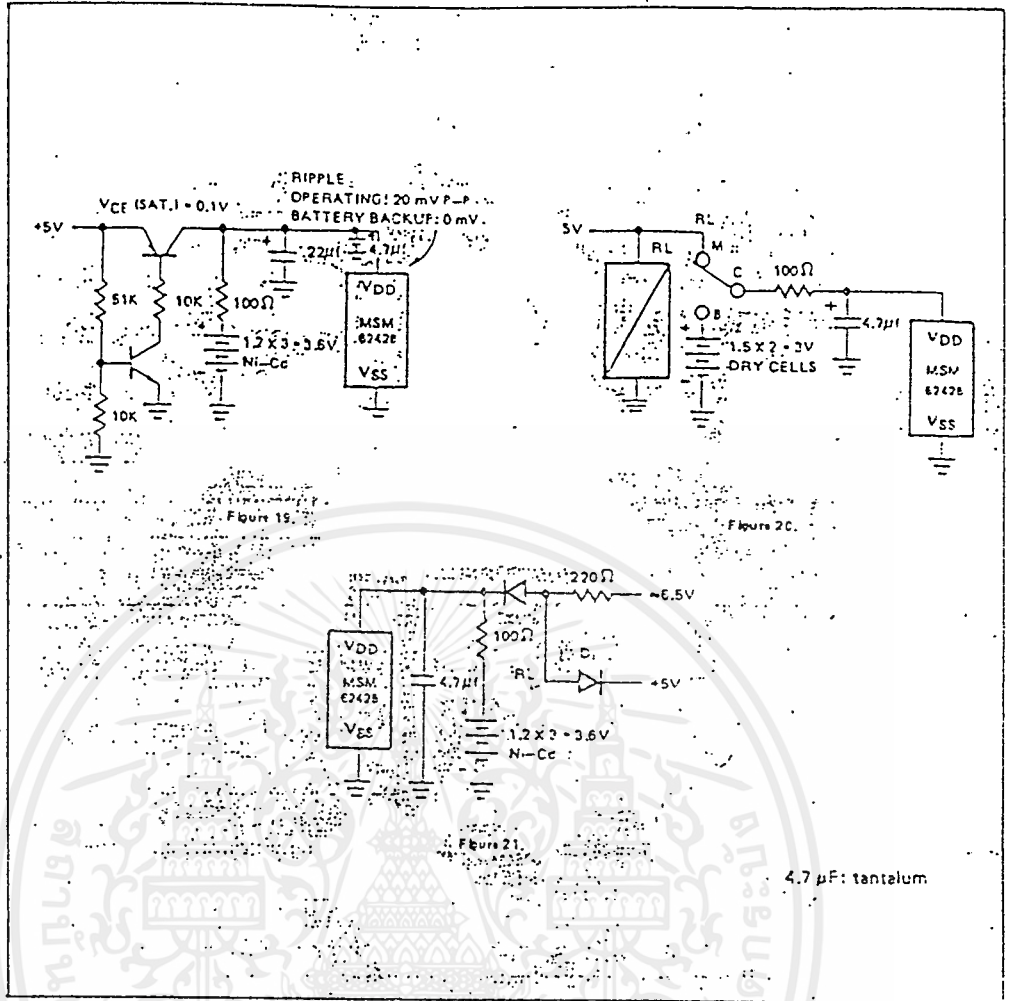 RIPPLE
OPERATING: 20 mV P-P
BATTERY BACKUP: 0 mV
VCE (SAT.) = 0.1V
+5V
22µf
4.7µf
51K
10K
100Ω
VDD
MSM
6242B
VSS
1.2 X 3 = 3.6V
Ni-Cd
10K
Figure 19.
5V
RL
RL
M
C
100Ω
B
4.7µf
1.5 X 2 = 3V
DRY CELLS
VDD
MSM
6242B
VSS
Figure 20.
220Ω
≈6.5V
100Ω
D
+5V
RL
VDD
MSM
6242B
VSS
4.7µf
1.2 X 3 = 3.6V
Ni-Cd
Figure 21.
4.7 µF: tantalum